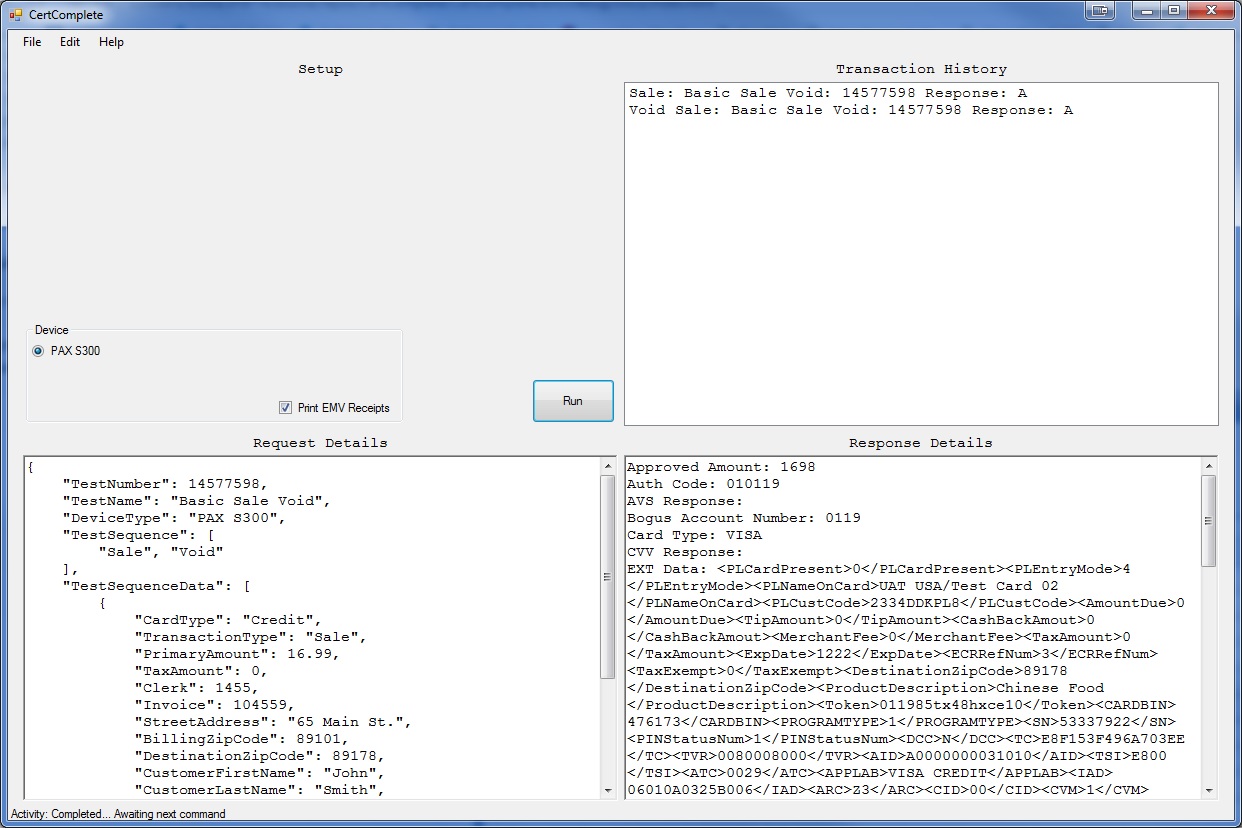 CertComplete
File Edit Help
Setup
Transaction History
Sale: Basic Sale Void: 14577598 Response: A
Void Sale: Basic Sale Void: 14577598 Response: A
Device
PAX S300
Print EMV Receipts
Run
Request Details
{
"TestNumber": 14577598,
"TestName": "Basic Sale Void",
"DeviceType": "PAX S300",
"TestSequence": [
"Sale", "Void"
],
"TestSequenceData": [
{
"CardType": "Credit",
"TransactionType": "Sale",
"PrimaryAmount": 16.99,
"TaxAmount": 0,
"Clerk": 1455,
"Invoice": 104559,
"StreetAddress": "65 Main St.",
"BillingZipCode": 89101,
"DestinationZipCode": 89178,
"CustomerFirstName": "John",
"CustomerLastName": "Smith",
Response Details
Approved Amount: 1698
Auth Code: 010119
AVS Response:
Bogus Account Number: 0119
Card Type: VISA
CVV Response:
EXT Data: <PLCardPresent>0</PLCardPresent><PLEntryMode>4
</PLEntryMode><PLNameOnCard>UAT USA/Test Card 02
</PLNameOnCard><PLCustCode>2334DDKPL8</PLCustCode><AmountDue>0
</AmountDue><TipAmount>0</TipAmount><CashBackAmout>0
</CashBackAmout><MerchantFee>0</MerchantFee><TaxAmount>0
</TaxAmount><ExpDate>1222</ExpDate><ECRRefNum>3</ECRRefNum>
<TaxExempt>0</TaxExempt><DestinationZipCode>89178
</DestinationZipCode><ProductDescription>Chinese Food
</ProductDescription><Token>011985tx48hxce10</Token><CARDBIN>
476173</CARDBIN><PROGRAMTYPE>1</PROGRAMTYPE><SN>53337922</SN>
<PINStatusNum>1</PINStatusNum><DCC>N</DCC><TC>E8F153F496A703EE
</TC><TVR>0080008000</TVR><AID>A0000000031010</AID><TSI>E800
</TSI><ATC>0029</ATC><APPLAB>VISA CREDIT</APPLAB><IAD>
06010A0325B006</IAD><ARC>Z3</ARC><CID>00</CID><CVM>1</CVM>
Activity: Completed... Awaiting next command